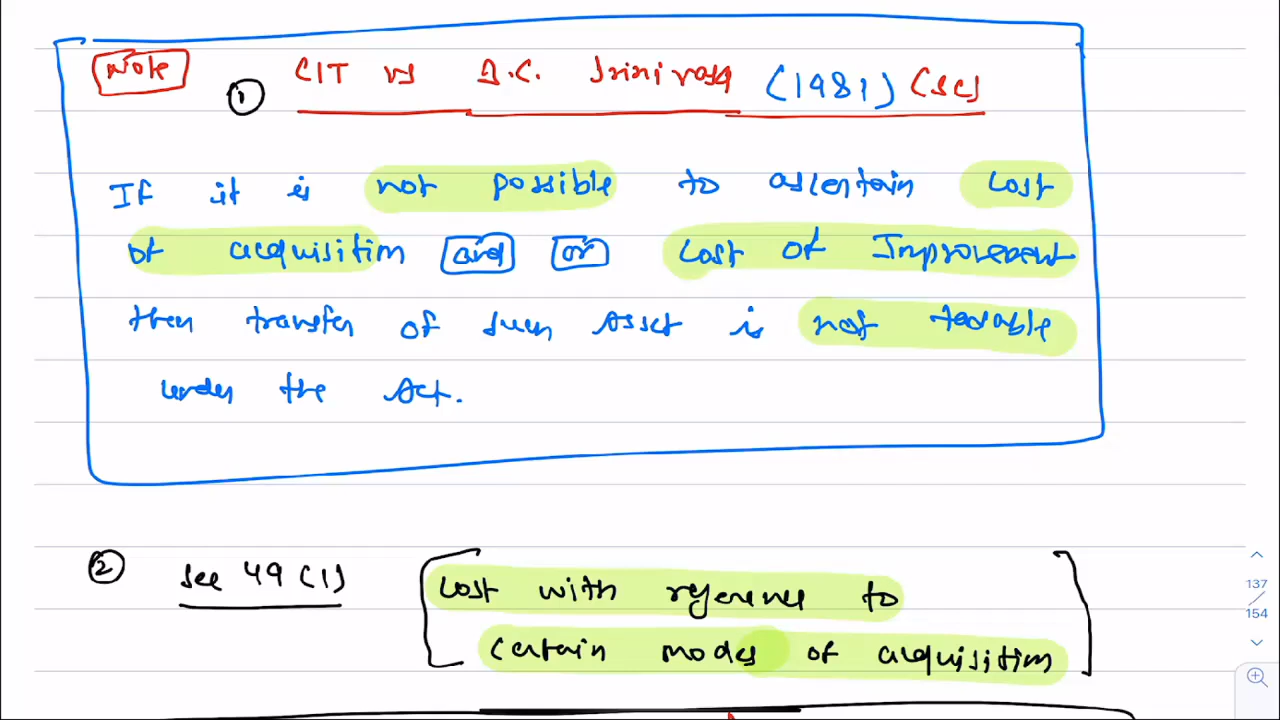 Note
① CIT vs B.C. Srinivasa (1981) (SC)
If it is not possible to ascertain Cost
of acquisition and or Cost of Improvement
then transfer of such Asset is not taxable
under the Act.
② Sec 49(1) [Cost with reference to
certain modes of acquisition]
137
/
154